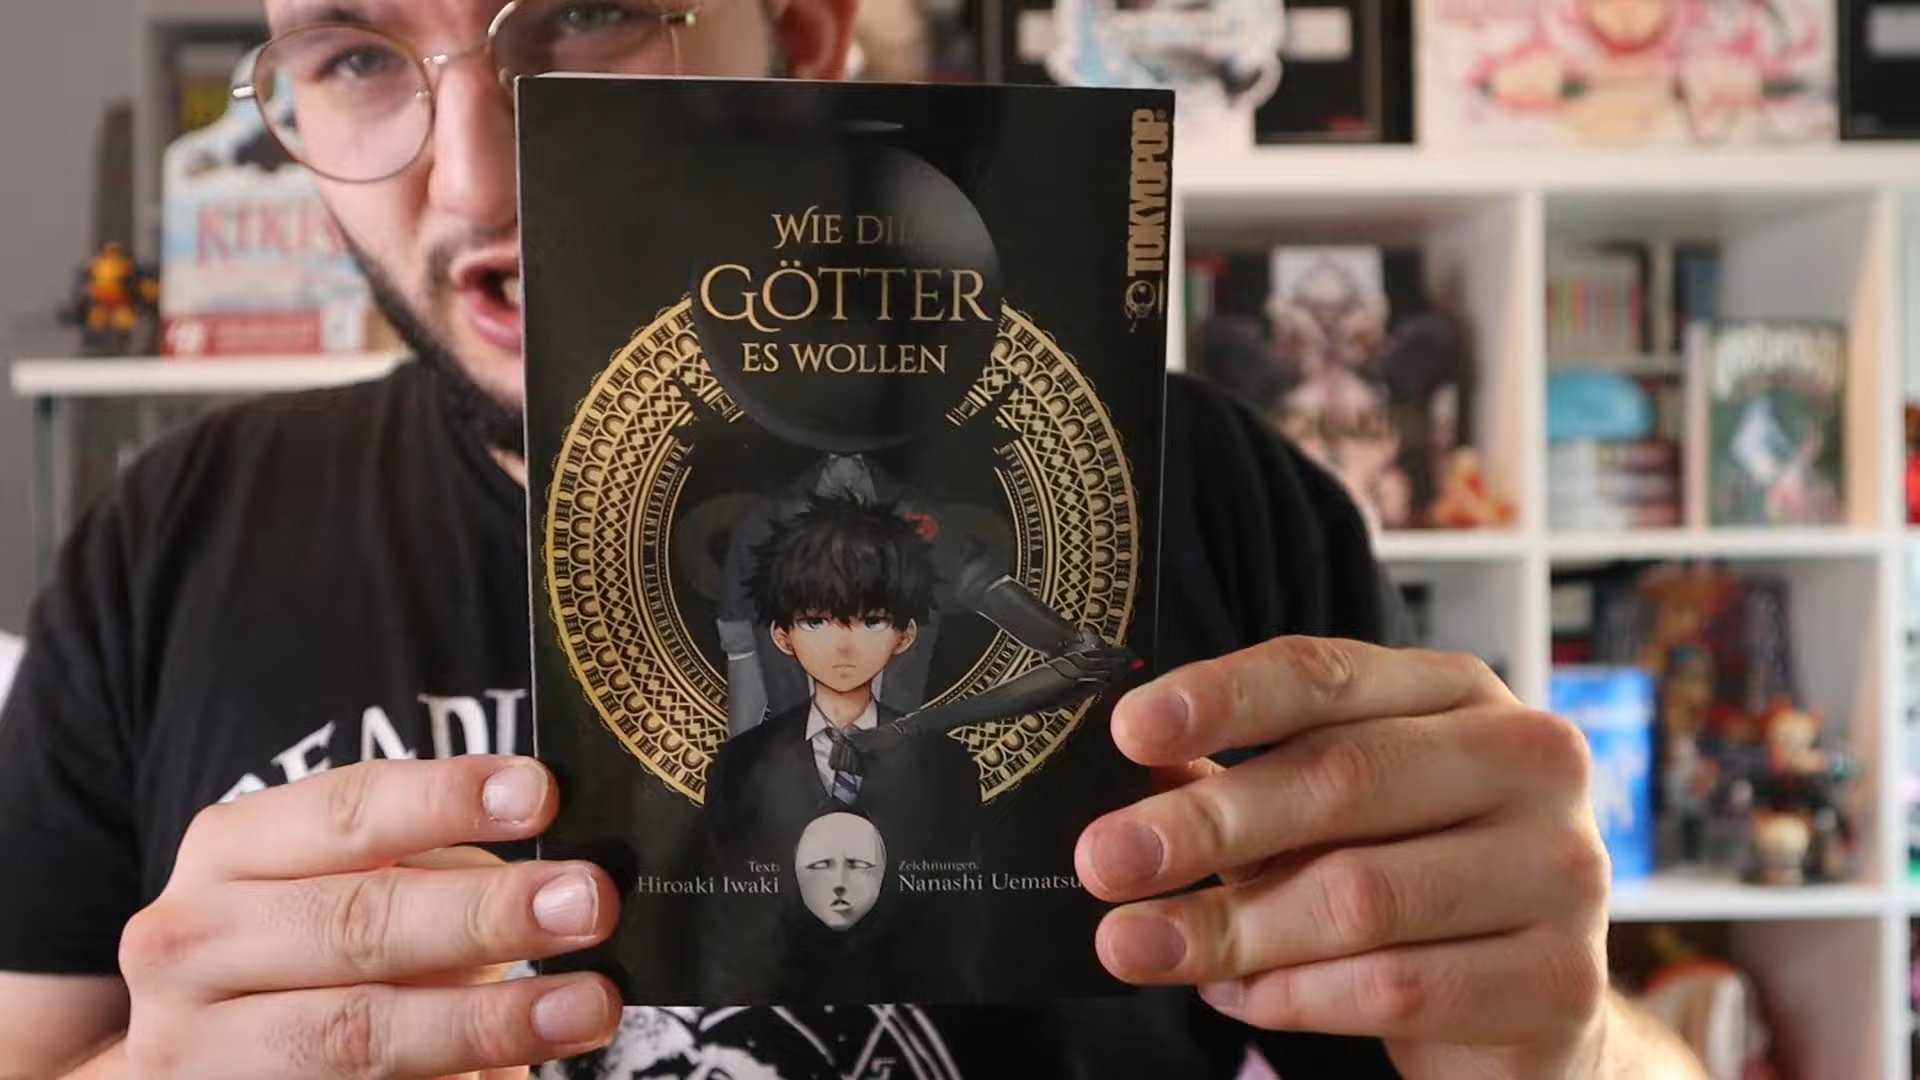 WIE DIE
GÖTTER
ES WOLLEN
TOKYOPOP
Text:
Hiroaki Iwaki
Zeichnungen:
Nanashi Uematsu